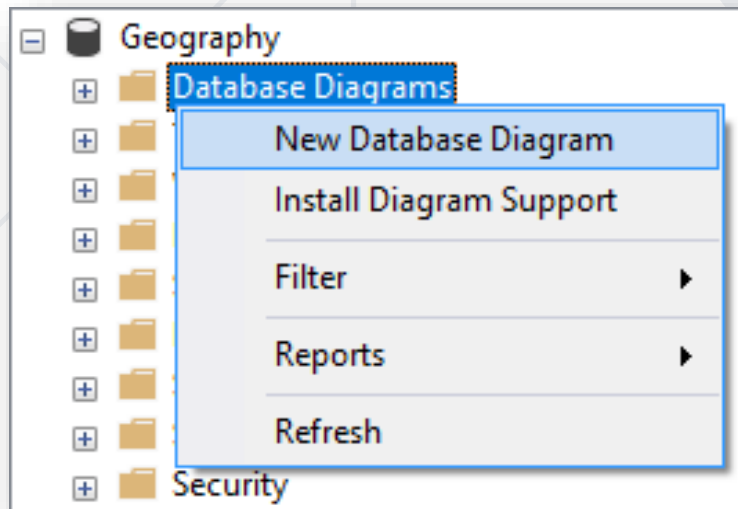 Geography
Database Diagrams
New Database Diagram
Install Diagram Support
Filter
Reports
Refresh
Security